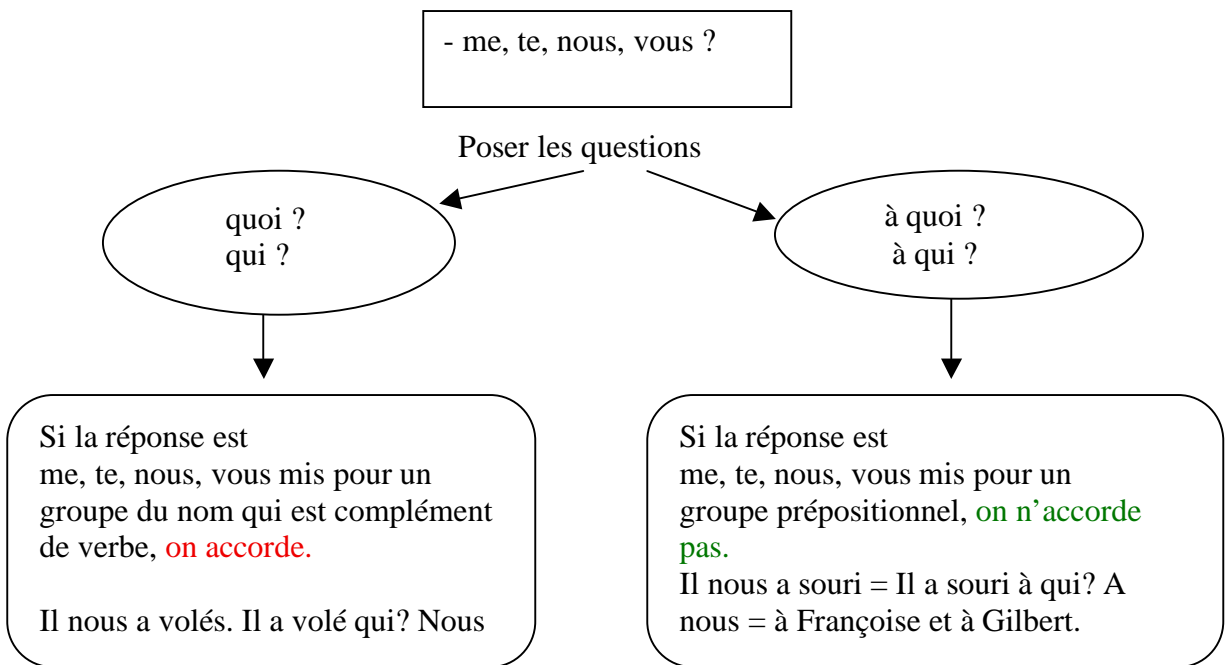 - me, te, nous, vous ?
Poser les questions
quoi ?
qui ?
à quoi ?
à qui ?
Si la réponse est
me, te, nous, vous mis pour un
groupe du nom qui est complément
de verbe, on accorde.
Il nous a volés. Il a volé qui? Nous
Si la réponse est
me, te, nous, vous mis pour un
groupe prépositionnel, on n’accorde
pas.
Il nous a souri = Il a souri à qui? A
nous = à Françoise et à Gilbert.